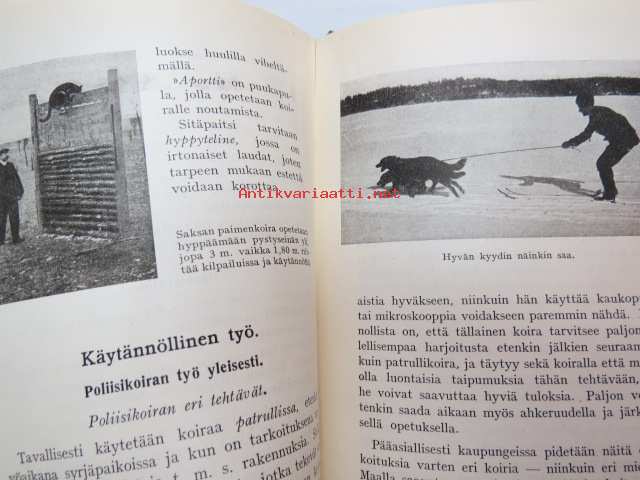 luokse huulilla viheltä-
mällä.
»Aportti» on puukapa-
la, jolla opetetaan koi-
ralle noutamista.
Sitäpaitsi tarvitaan
hyppyteline, jossa on
irtonaiset laudat, joten
tarpeen mukaan estettä
voidaan korottaa.
Saksan paimenkoira opetetaan
hyppäämään pystyseinän yli,
jopa 3 m. vaikka 1,80 m.
tää kilpailuissa ja käytännöllisessä
Käytännöllinen työ.
Poliisikoiran työ yleisesti.
Poliisikoiran eri tehtävät.
Tavallisesti käytetään koiraa patrullissa,
syrjäpaikoissa ja kun on tarkoituksena
t. m. s. rakennuksia.
jotka
Antikvariaatti.net
Hyvän kyydin näinkin saa.
aistia hyväkseen, niinkuin hän käyttää kaukop
tai mikroskooppia voidakseen paremmin nähdä.
nollista on, että tällainen koira tarvitsee paljon
lellisempaa harjoitusta etenkin jälkien seuraam
kuin patrullikoira, ja täytyy sekä koiralla että m
olla luontaisia taipumuksia tähän tehtävään,
he voivat saavuttaa hyviä tuloksia. Paljon v
tenkin saada aikaan myös ahkeruudella ja järk
sellä opetuksella.
Pääasiallisesti kaupungeissa pidetään näitä
koituksia varten eri koiria — niinkuin eri mie
Maalla